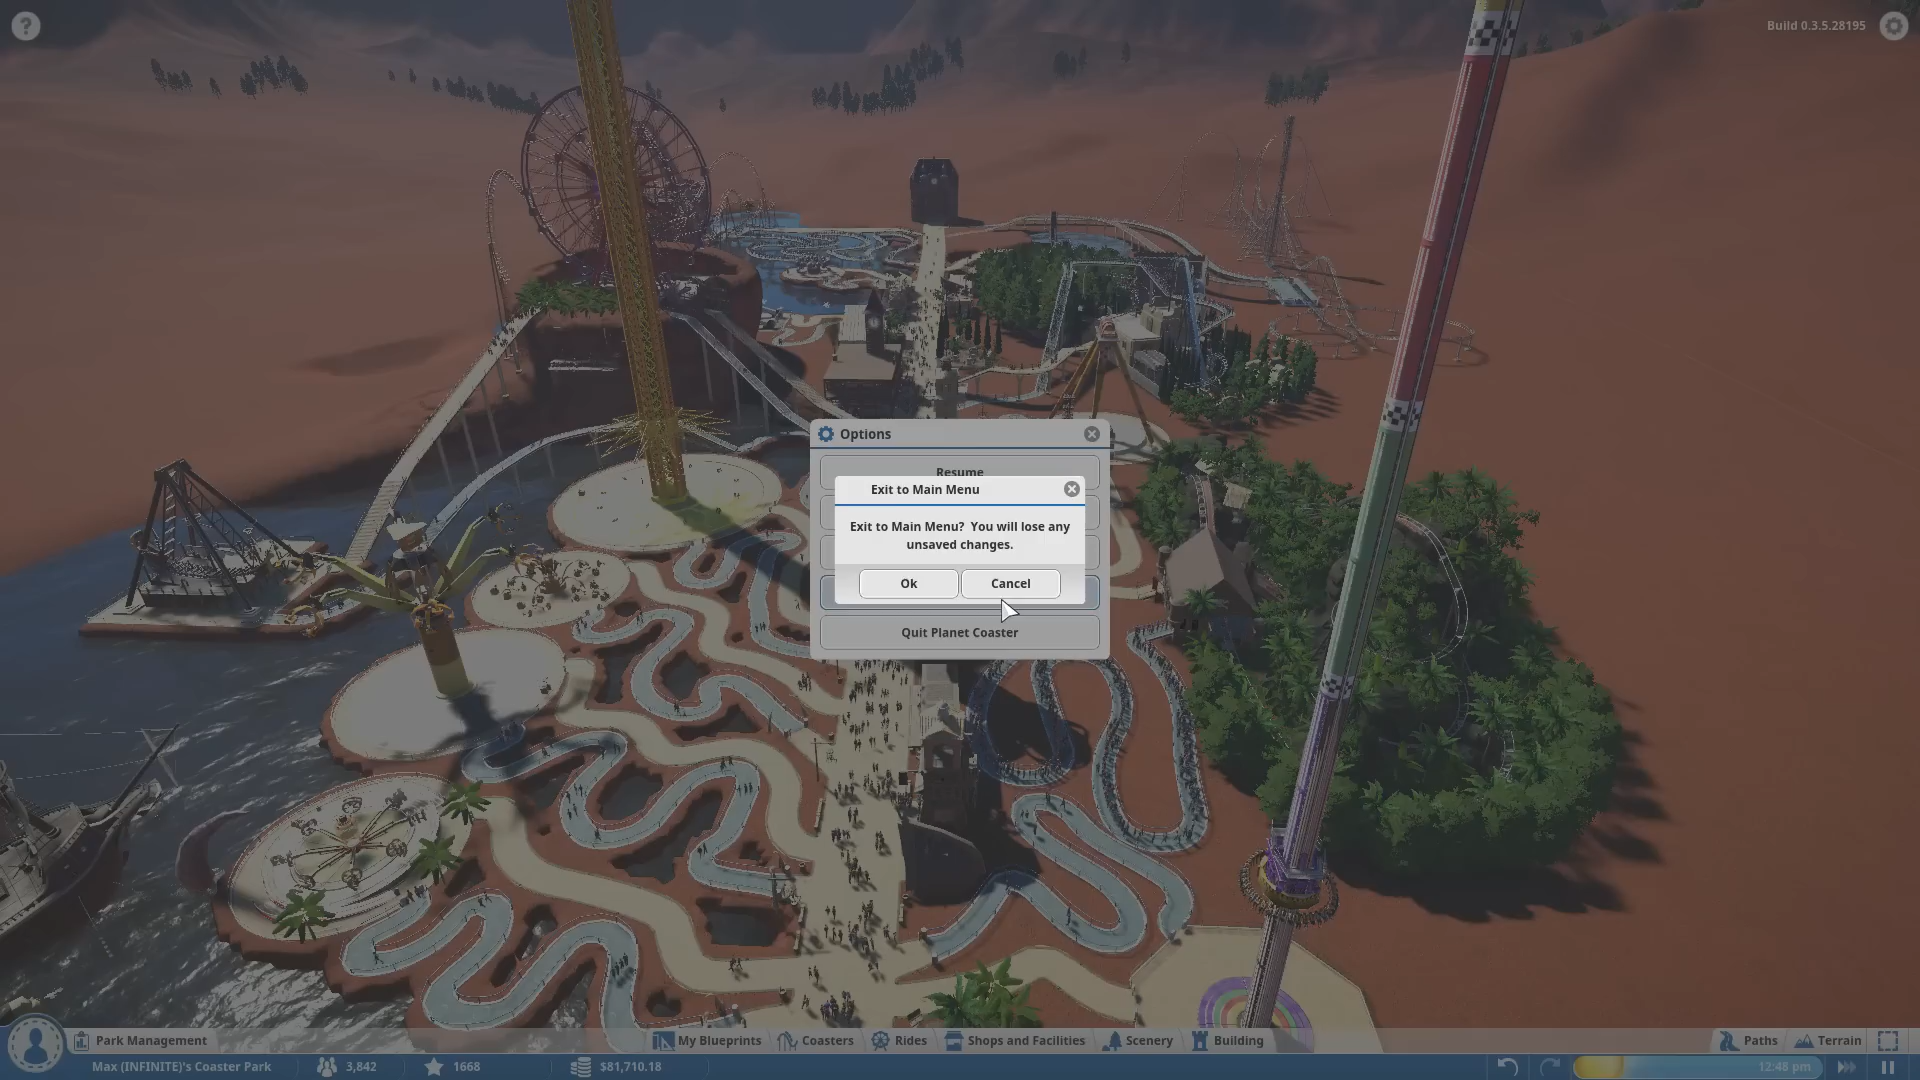 ?
Build 0.3.5.28195
Options
Resume
Exit to Main Menu
Exit to Main Menu?  You will lose any
unsaved changes.
Ok
Cancel
Quit Planet Coaster
Park Management
My Blueprints
Coasters
Rides
Shops and Facilities
Scenery
Building
Paths
Terrain
Max (INFINITE)'s Coaster Park
3,842
1668
$81,710.18
12:48 pm